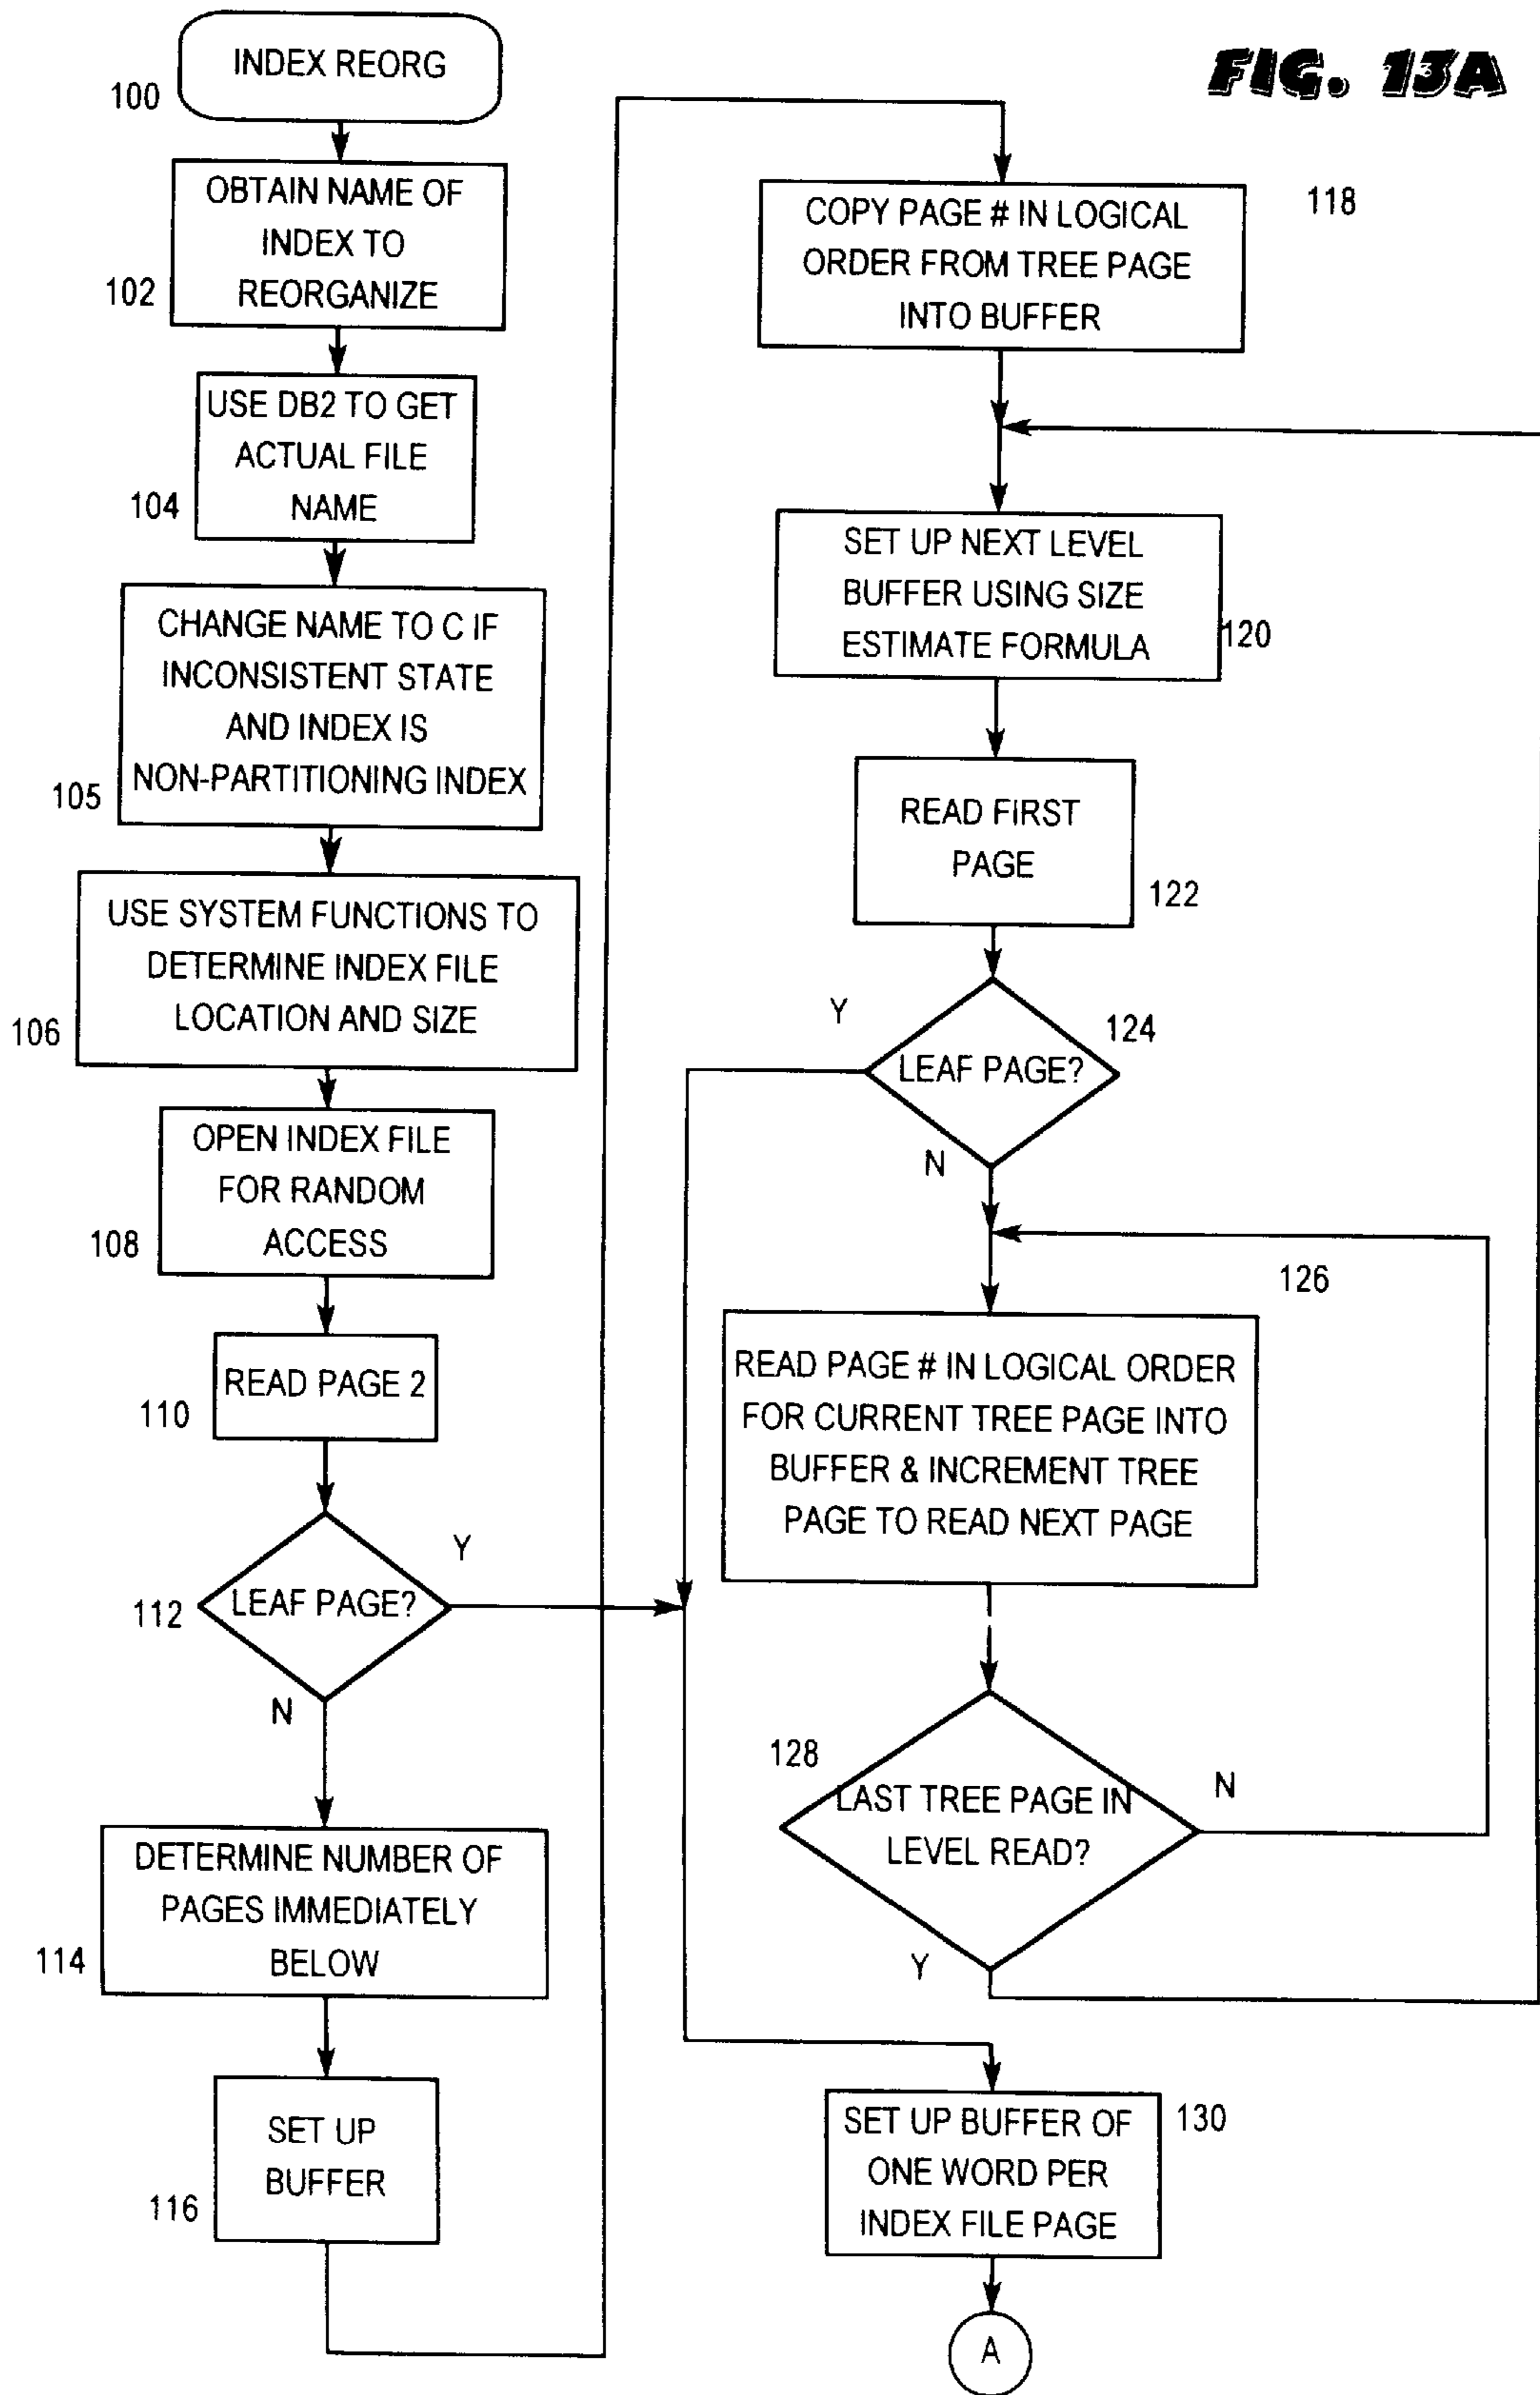 FIG. 13A
INDEX REORG
100
OBTAIN NAME OF
INDEX TO
REORGANIZE
102
USE DB2 TO GET
ACTUAL FILE
NAME
104
CHANGE NAME TO C IF
INCONSISTENT STATE
AND INDEX IS
NON-PARTITIONING INDEX
105
USE SYSTEM FUNCTIONS TO
DETERMINE INDEX FILE
LOCATION AND SIZE
106
OPEN INDEX FILE
FOR RANDOM
ACCESS
108
READ PAGE 2
110
LEAF PAGE?
112
Y
N
DETERMINE NUMBER OF
PAGES IMMEDIATELY
BELOW
114
SET UP
BUFFER
116
COPY PAGE # IN LOGICAL
ORDER FROM TREE PAGE
INTO BUFFER
118
SET UP NEXT LEVEL
BUFFER USING SIZE
ESTIMATE FORMULA
120
READ FIRST
PAGE
122
Y
124
LEAF PAGE?
N
126
READ PAGE # IN LOGICAL ORDER
FOR CURRENT TREE PAGE INTO
BUFFER & INCREMENT TREE
PAGE TO READ NEXT PAGE
128
LAST TREE PAGE IN
LEVEL READ?
N
Y
SET UP BUFFER OF
ONE WORD PER
INDEX FILE PAGE
130
A